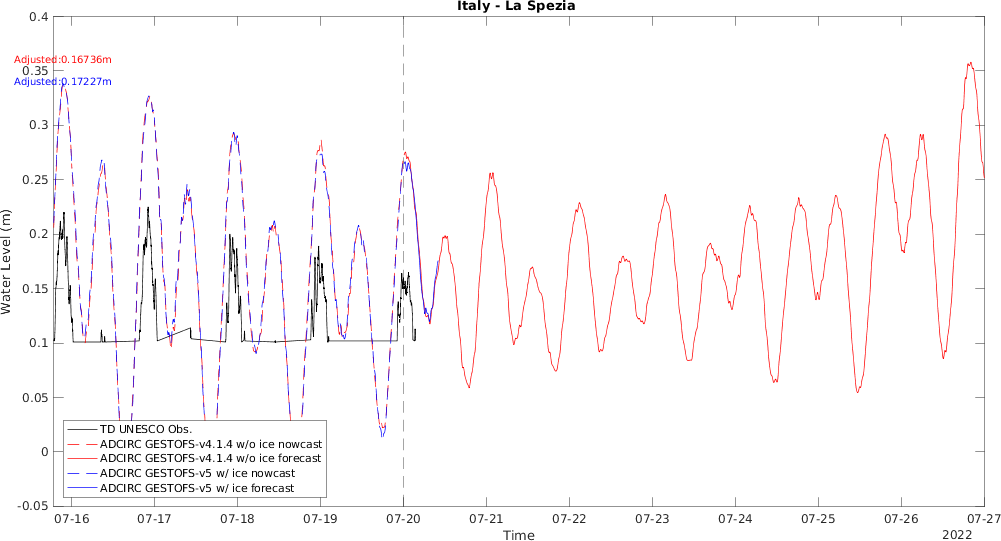 Italy - La Spezia
Adjusted:0.16736m
Adjusted:0.17227m
Water Level (m)
0.4
0.35
0.3
0.25
0.2
0.15
0.1
0.05
0
-0.05
TD UNESCO Obs.
ADCIRC GESTOFS-v4.1.4 w/o ice nowcast
ADCIRC GESTOFS-v4.1.4 w/o ice forecast
ADCIRC GESTOFS-v5 w/ ice nowcast
ADCIRC GESTOFS-v5 w/ ice forecast
07-16 07-17 07-18 07-19 07-20 07-21 07-22 07-23 07-24 07-25 07-26 07-27
Time
2022